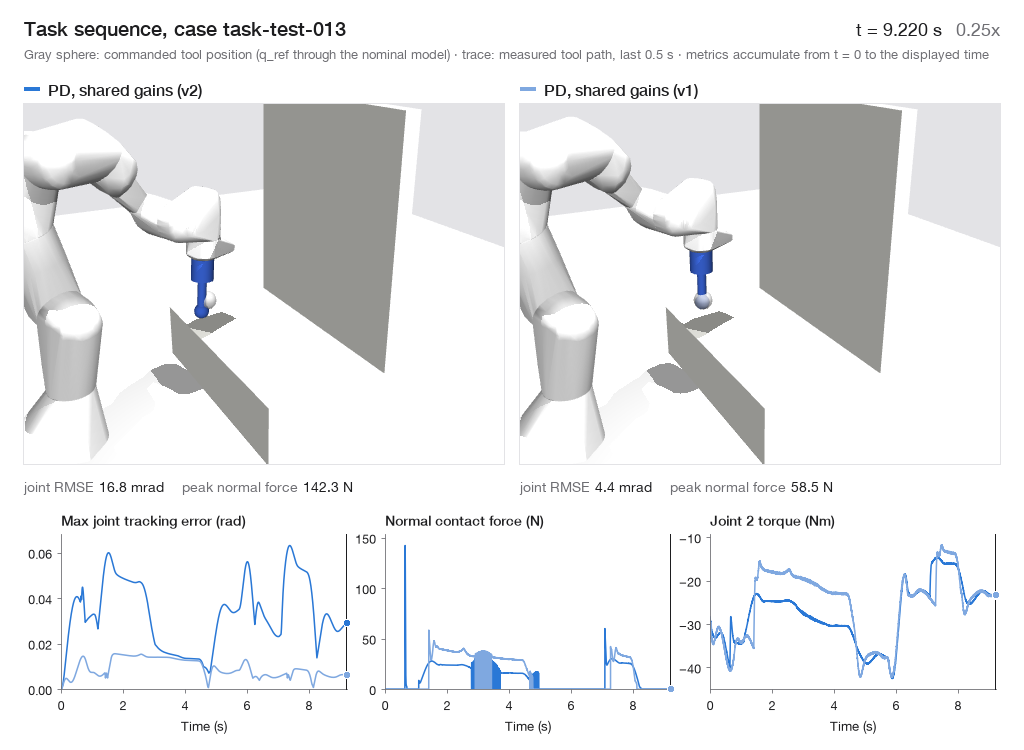 Task sequence, case task-test-013
t = 9.220 s 0.25x
Gray sphere: commanded tool position (q_ref through the nominal model) · trace: measured tool path, last 0.5 s · metrics accumulate from t = 0 to the displayed time
PD, shared gains (v2)
PD, shared gains (v1)
joint RMSE 16.8 mrad peak normal force 142.3 N
joint RMSE 4.4 mrad peak normal force 58.5 N
Max joint tracking error (rad)
0.06
0.04
0.02
0.00
0 2 4 6 8
Time (s)
Normal contact force (N)
150
100
50
0
0 2 4 6 8
Time (s)
Joint 2 torque (Nm)
−10
−20
−30
−40
0 2 4 6 8
Time (s)